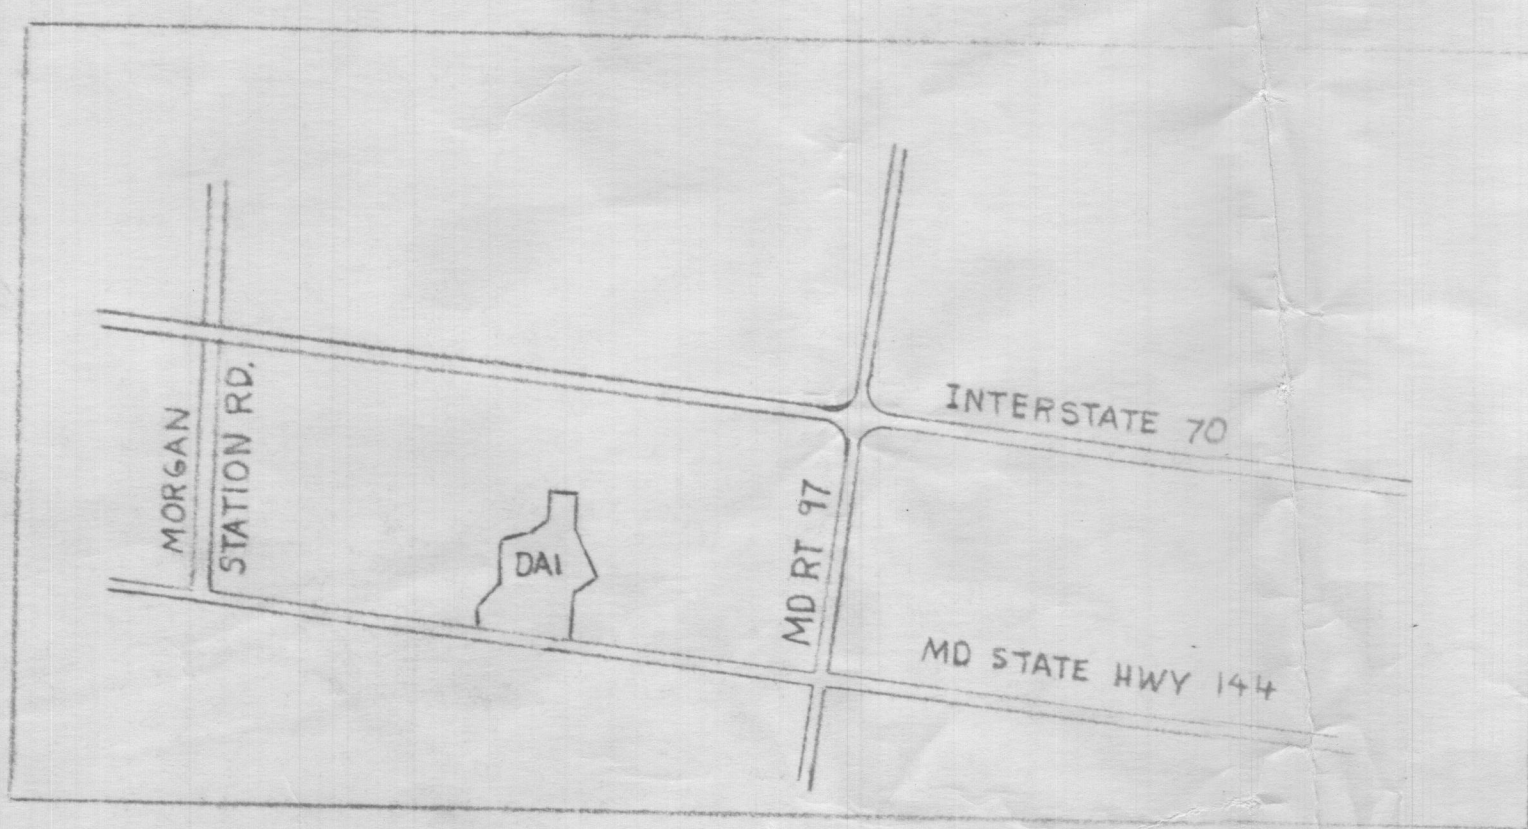 INTERSTATE 70
MORGAN
STATION RD.
DAI
MD RT 97
MD STATE HWY 144